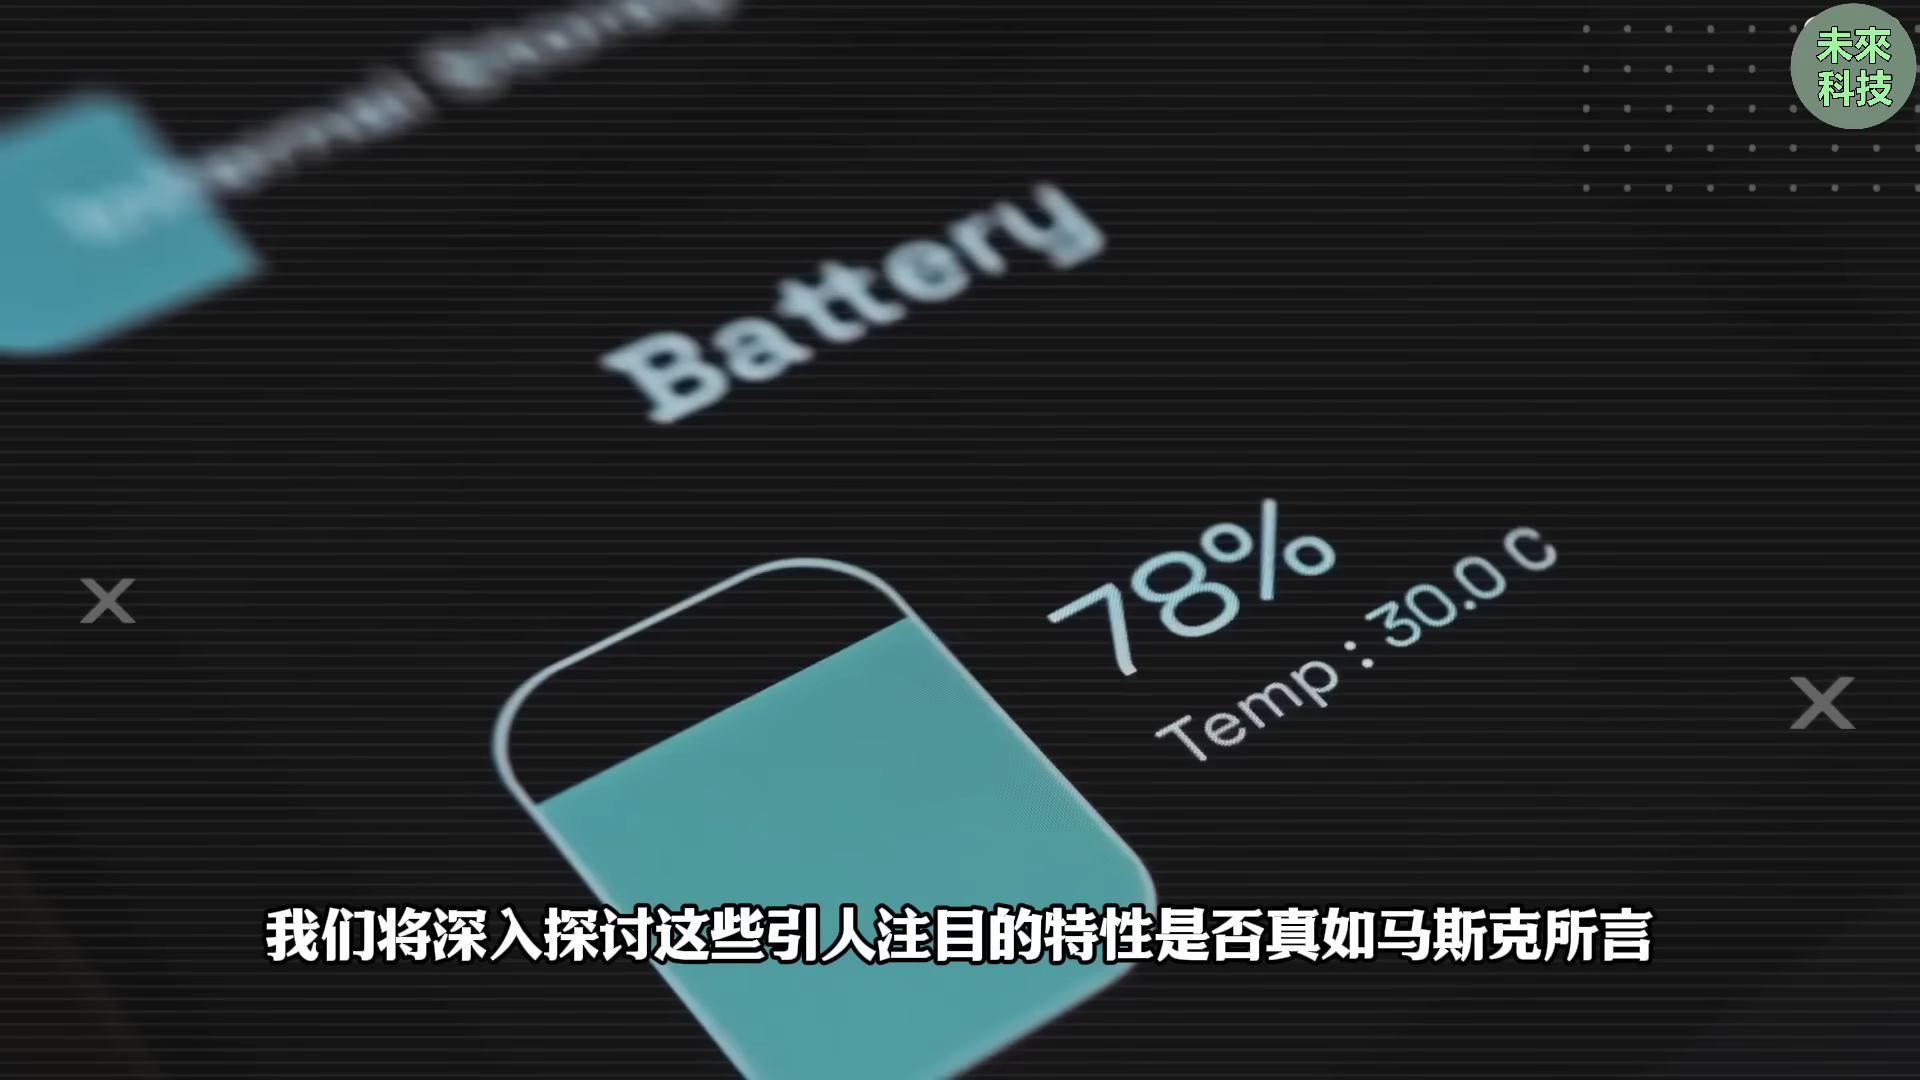 未來
科技
Battery
78%
Temp : 30.0 C
我们将深入探讨这些引人注目的特性是否真如马斯克所言